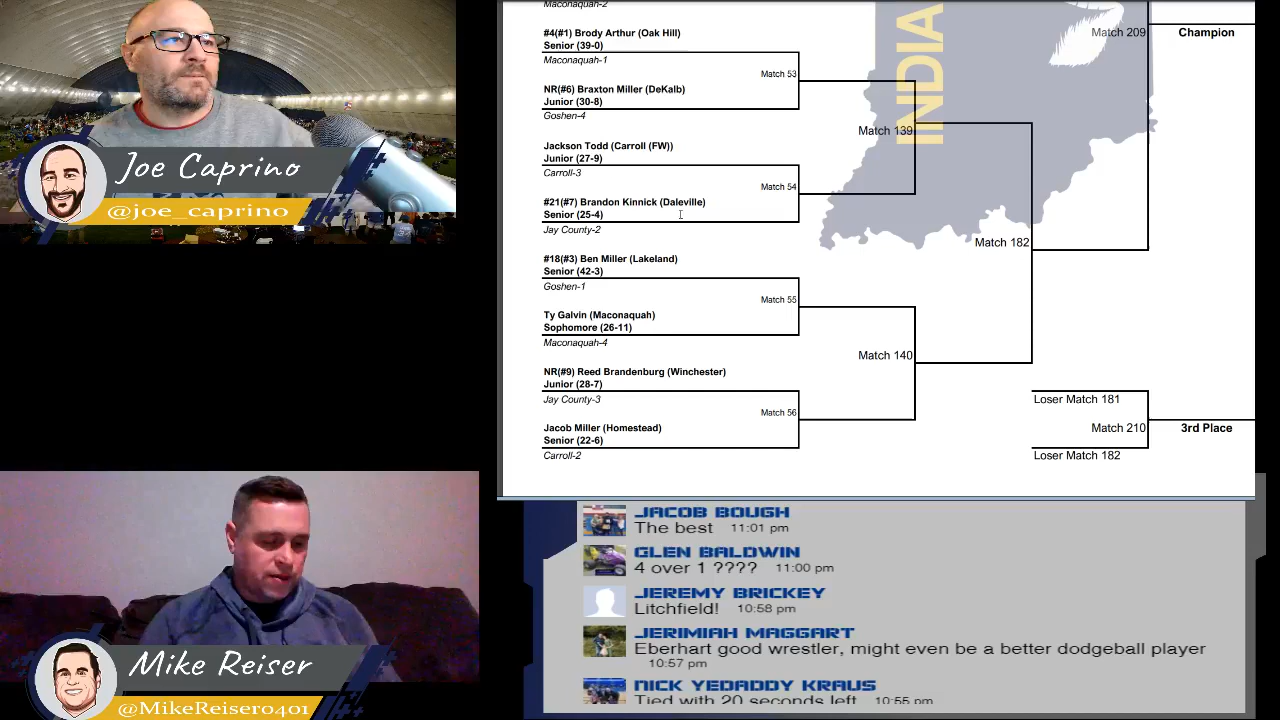 Joe Caprino
@joe_caprino
Mike Reiser
@MikeReiser0401
Maconaquah-2
#4(#1) Brody Arthur (Oak Hill)
Senior (39-0)
Maconaquah-1
Match 53
NR(#6) Braxton Miller (DeKalb)
Junior (30-8)
Goshen-4
Match 139
Jackson Todd (Carroll (FW))
Junior (27-9)
Carroll-3
Match 54
#21(#7) Brandon Kinnick (Daleville)
Senior (25-4)
Jay County-2
Match 182
#18(#3) Ben Miller (Lakeland)
Senior (42-3)
Goshen-1
Match 55
Ty Galvin (Maconaquah)
Sophomore (26-11)
Maconaquah-4
Match 140
NR(#9) Reed Brandenburg (Winchester)
Junior (28-7)
Jay County-3
Match 56
Jacob Miller (Homestead)
Senior (22-6)
Carroll-2
INDIA
Match 209
Champion
Loser Match 181
Match 210
3rd Place
Loser Match 182
JACOB BOUGH
The best 11:01 pm
GLEN BALDWIN
4 over 1 ???? 11:00 pm
JEREMY BRICKEY
Litchfield! 10:58 pm
JERIMIAH MAGGART
Eberhart good wrestler, might even be a better dodgeball player
10:57 pm
NICK YEDADDY KRAUS
Tied with 20 seconds left 10:55 pm